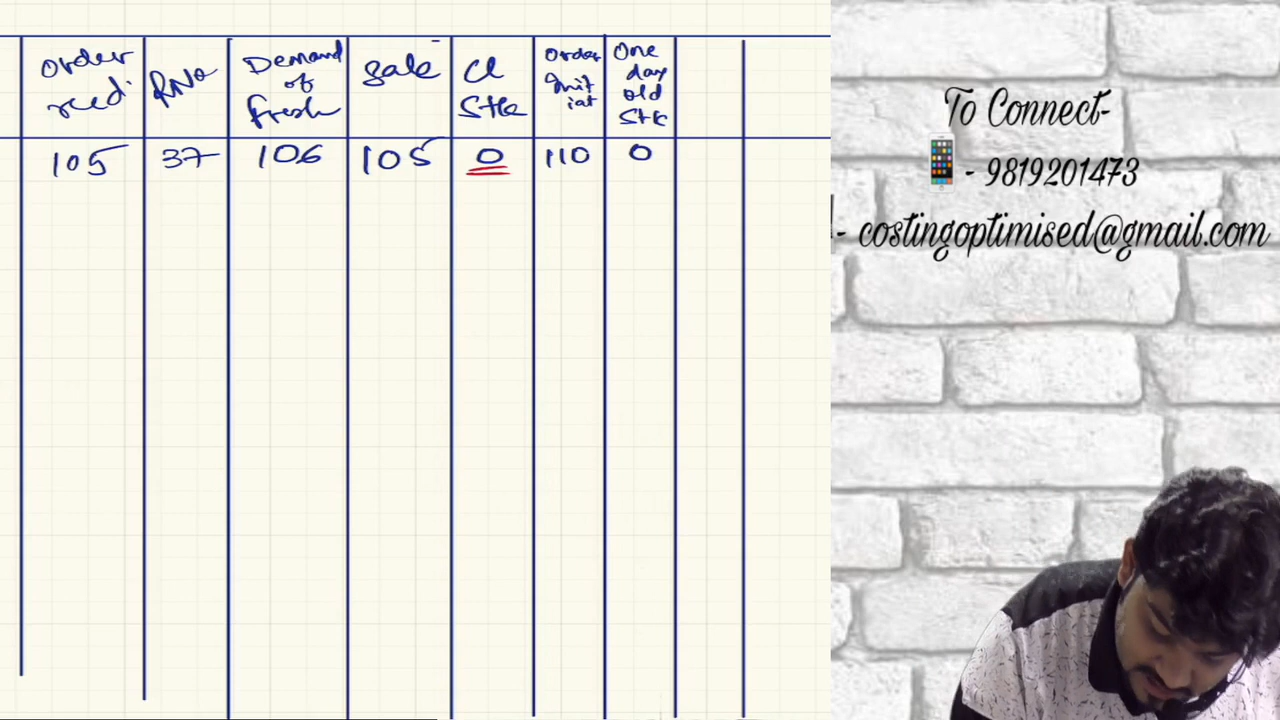 Order
recd.
RNo
Demand
of
Fresh
Sale
Cl
Stk
Order
Init
iat
One
day
old
Stk
105 37 106 105 0 110 0
To Connect-
- 9819201473
- costingoptimised@gmail.com